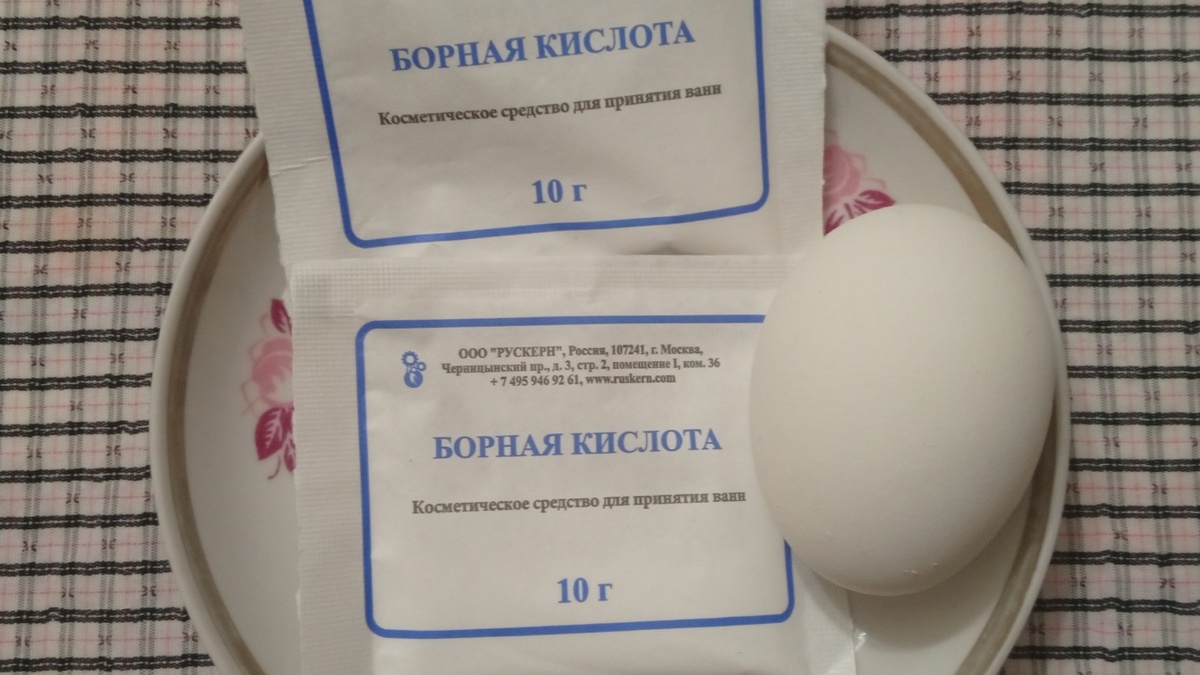 БОРНАЯ КИСЛОТА
Косметическое средство для принятия ванн
10 г
ООО "РУСКЕРН", Россия, 107241, г. Москва,
Черницынский пр., д. 3, стр. 2, помещение I, ком. 36
+ 7 495 946 92 61, www.ruskern.com
БОРНАЯ КИСЛОТА
Косметическое средство для принятия ванн
10 г